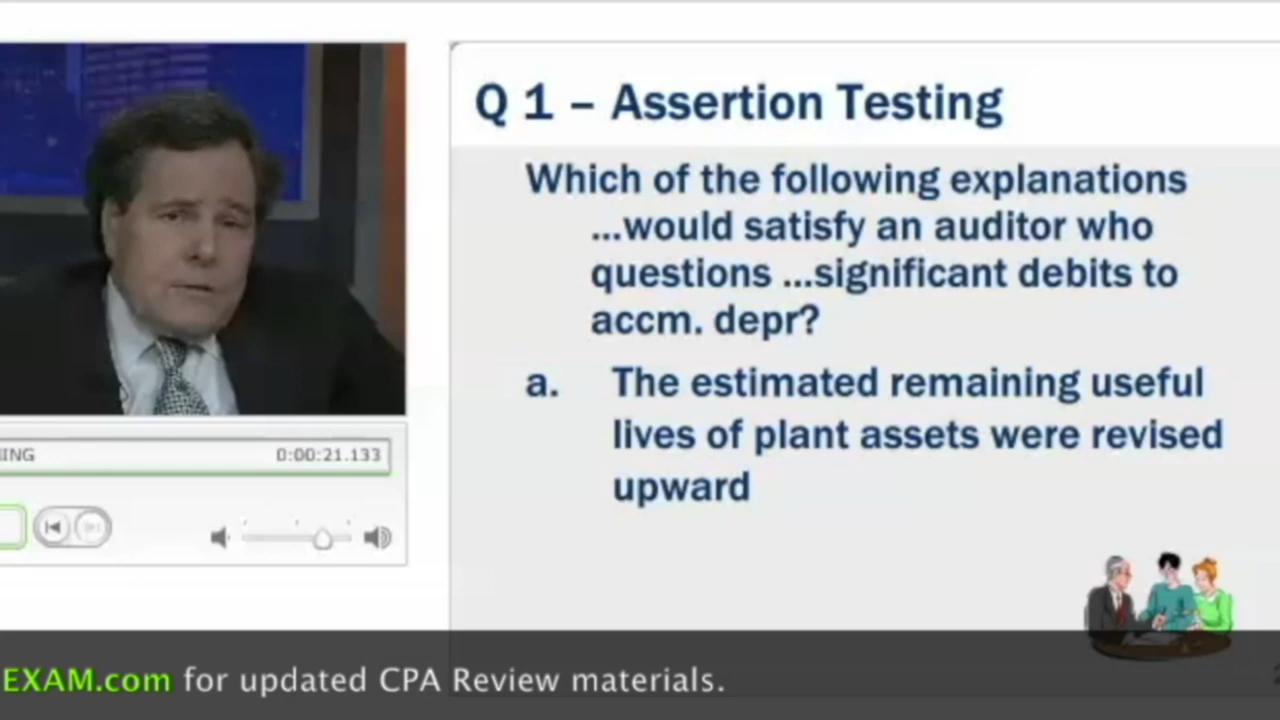 Q 1 – Assertion Testing
Which of the following explanations
...would satisfy an auditor who
questions ...significant debits to
accm. depr?
a. The estimated remaining useful
lives of plant assets were revised
upward
ING 0:00:21.133
EXAM.com for updated CPA Review materials.